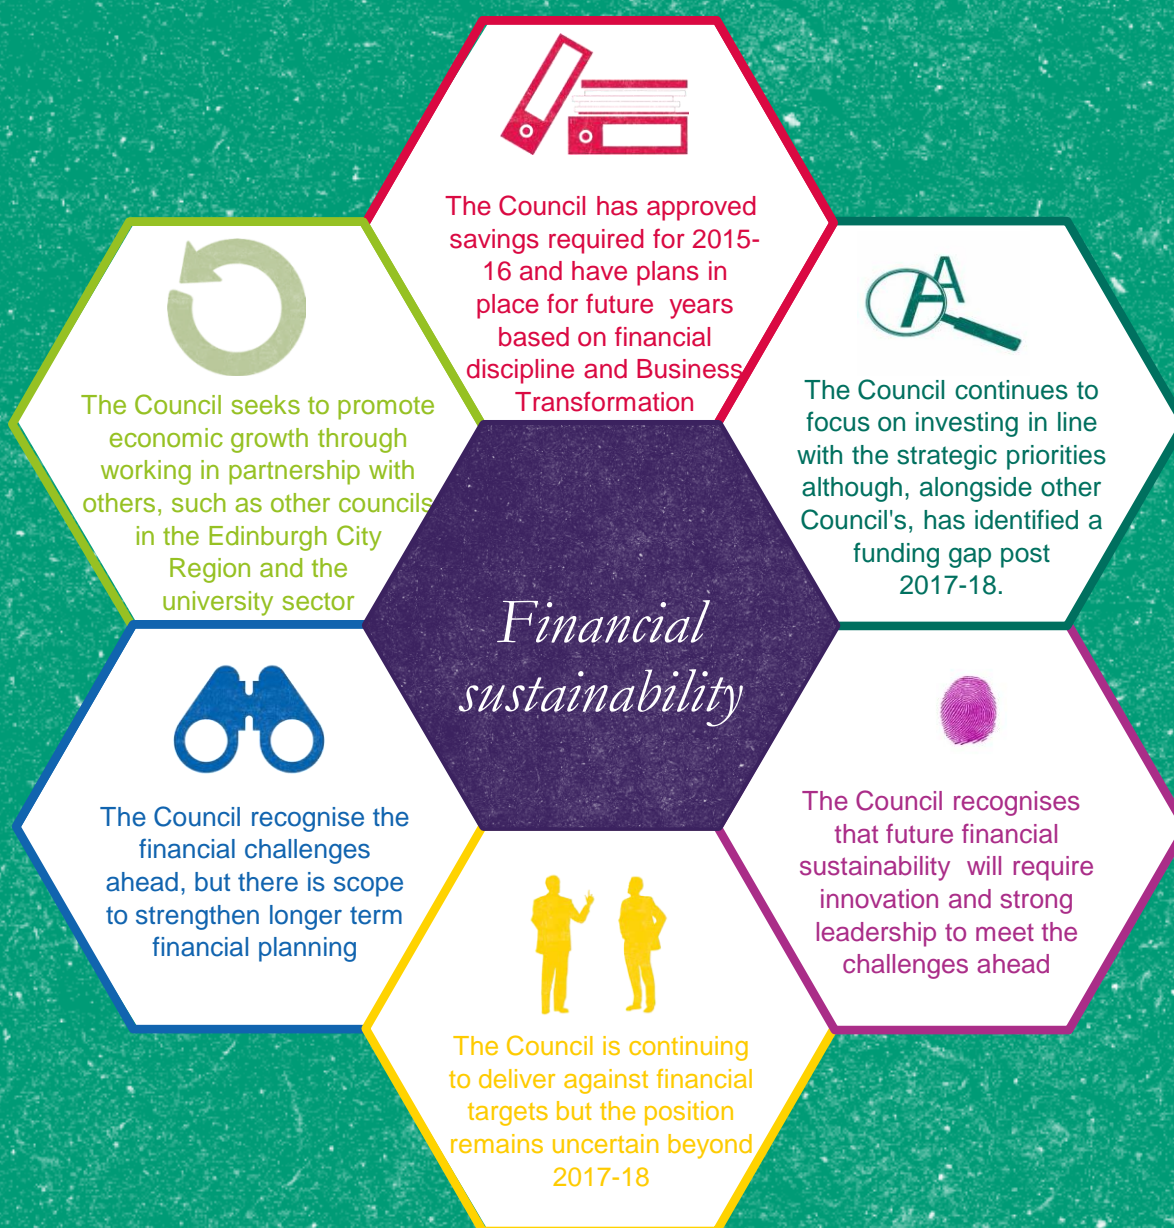 The Council has approved
savings required for 2015-
16 and have plans in
place for future years
based on financial
discipline and Business
Transformation
The Council seeks to promote
economic growth through
working in partnership with
others, such as other councils
in the Edinburgh City
Region and the
university sector
The Council continues to
focus on investing in line
with the strategic priorities
although, alongside other
Council's, has identified a
funding gap post
2017-18.
Financial
sustainability
The Council recognise the
financial challenges
ahead, but there is scope
to strengthen longer term
financial planning
The Council recognises
that future financial
sustainability will require
innovation and strong
leadership to meet the
challenges ahead
The Council is continuing
to deliver against financial
targets but the position
remains uncertain beyond
2017-18